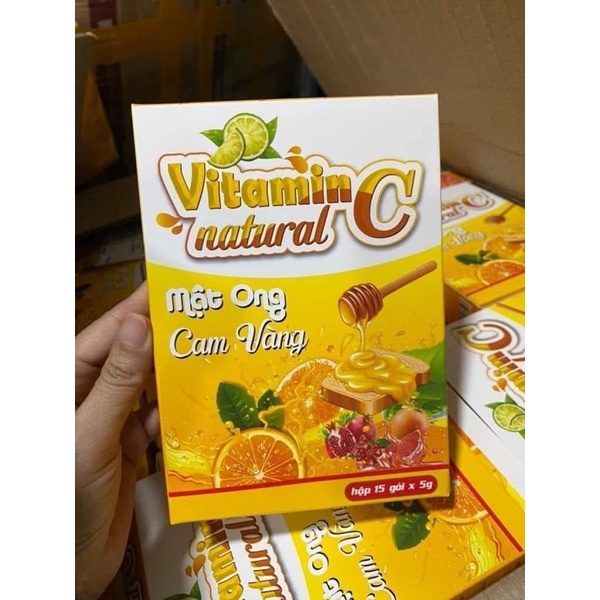 Vitamin C
natural
Mật Ong
Cam Vàng
hộp 15 gói x 5g